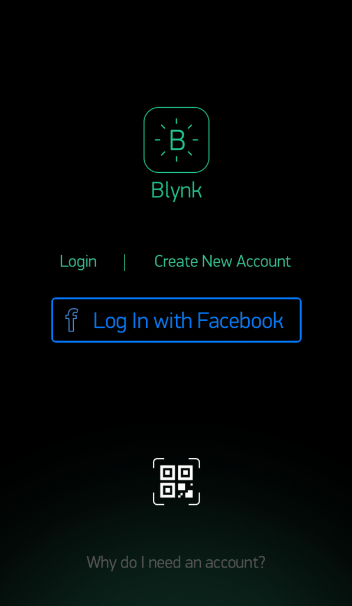 B
Blynk
Login | Create New Account
f Log In with Facebook
Why do I need an account?